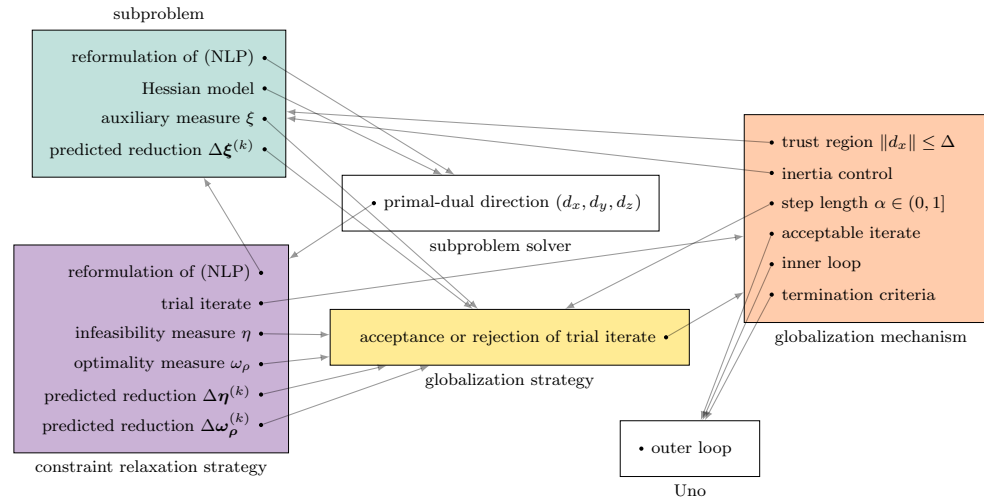 subproblem
reformulation of (NLP)
Hessian model
auxiliary measure ξ
predicted reduction Δξ^(k)
trust region ‖d_x‖ ≤ Δ
inertia control
step length α ∈ (0, 1]
acceptable iterate
inner loop
termination criteria
globalization mechanism
primal-dual direction (d_x, d_y, d_z)
subproblem solver
reformulation of (NLP)
trial iterate
infeasibility measure η
optimality measure ω_ρ
predicted reduction Δη^(k)
predicted reduction Δω_ρ^(k)
constraint relaxation strategy
acceptance or rejection of trial iterate
globalization strategy
outer loop
Uno